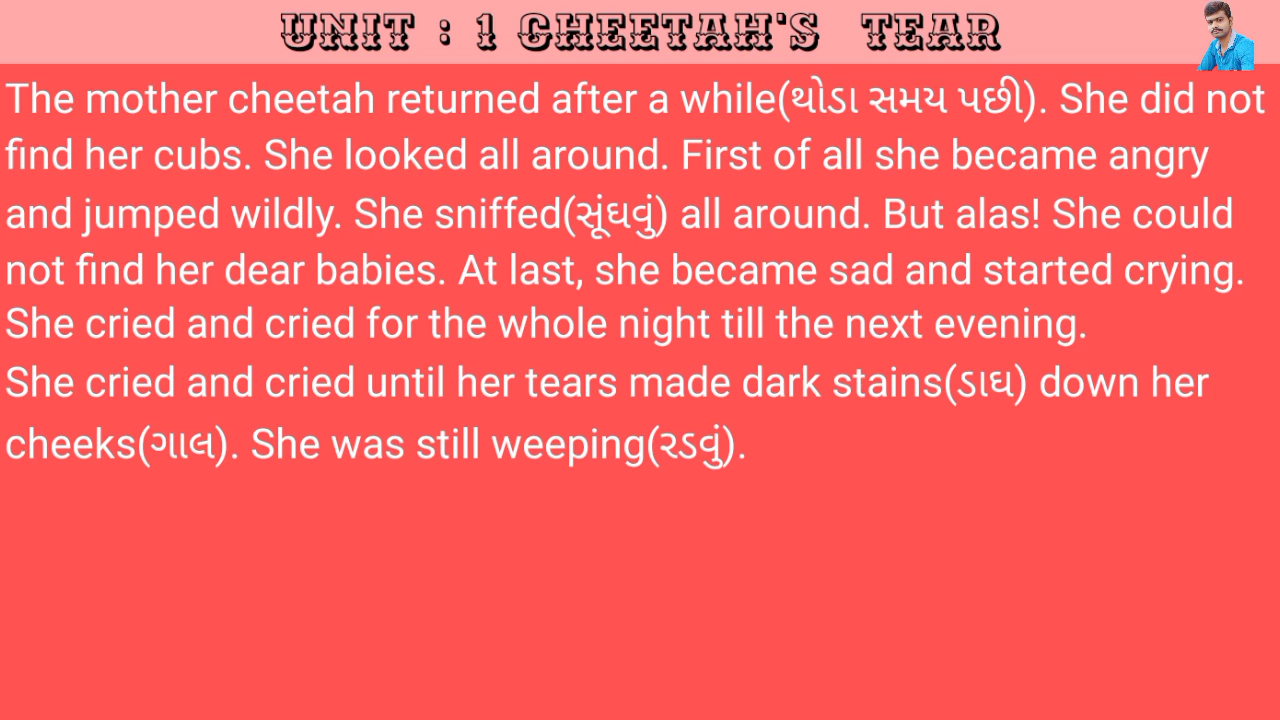 UNIT : 1 CHEETAH'S TEAR
The mother cheetah returned after a while(થોડા સમય પછી). She did not
find her cubs. She looked all around. First of all she became angry
and jumped wildly. She sniffed(સૂંઘવું) all around. But alas! She could
not find her dear babies. At last, she became sad and started crying.
She cried and cried for the whole night till the next evening.
She cried and cried until her tears made dark stains(ડાઘ) down her
cheeks(ગાલ). She was still weeping(રડવું).